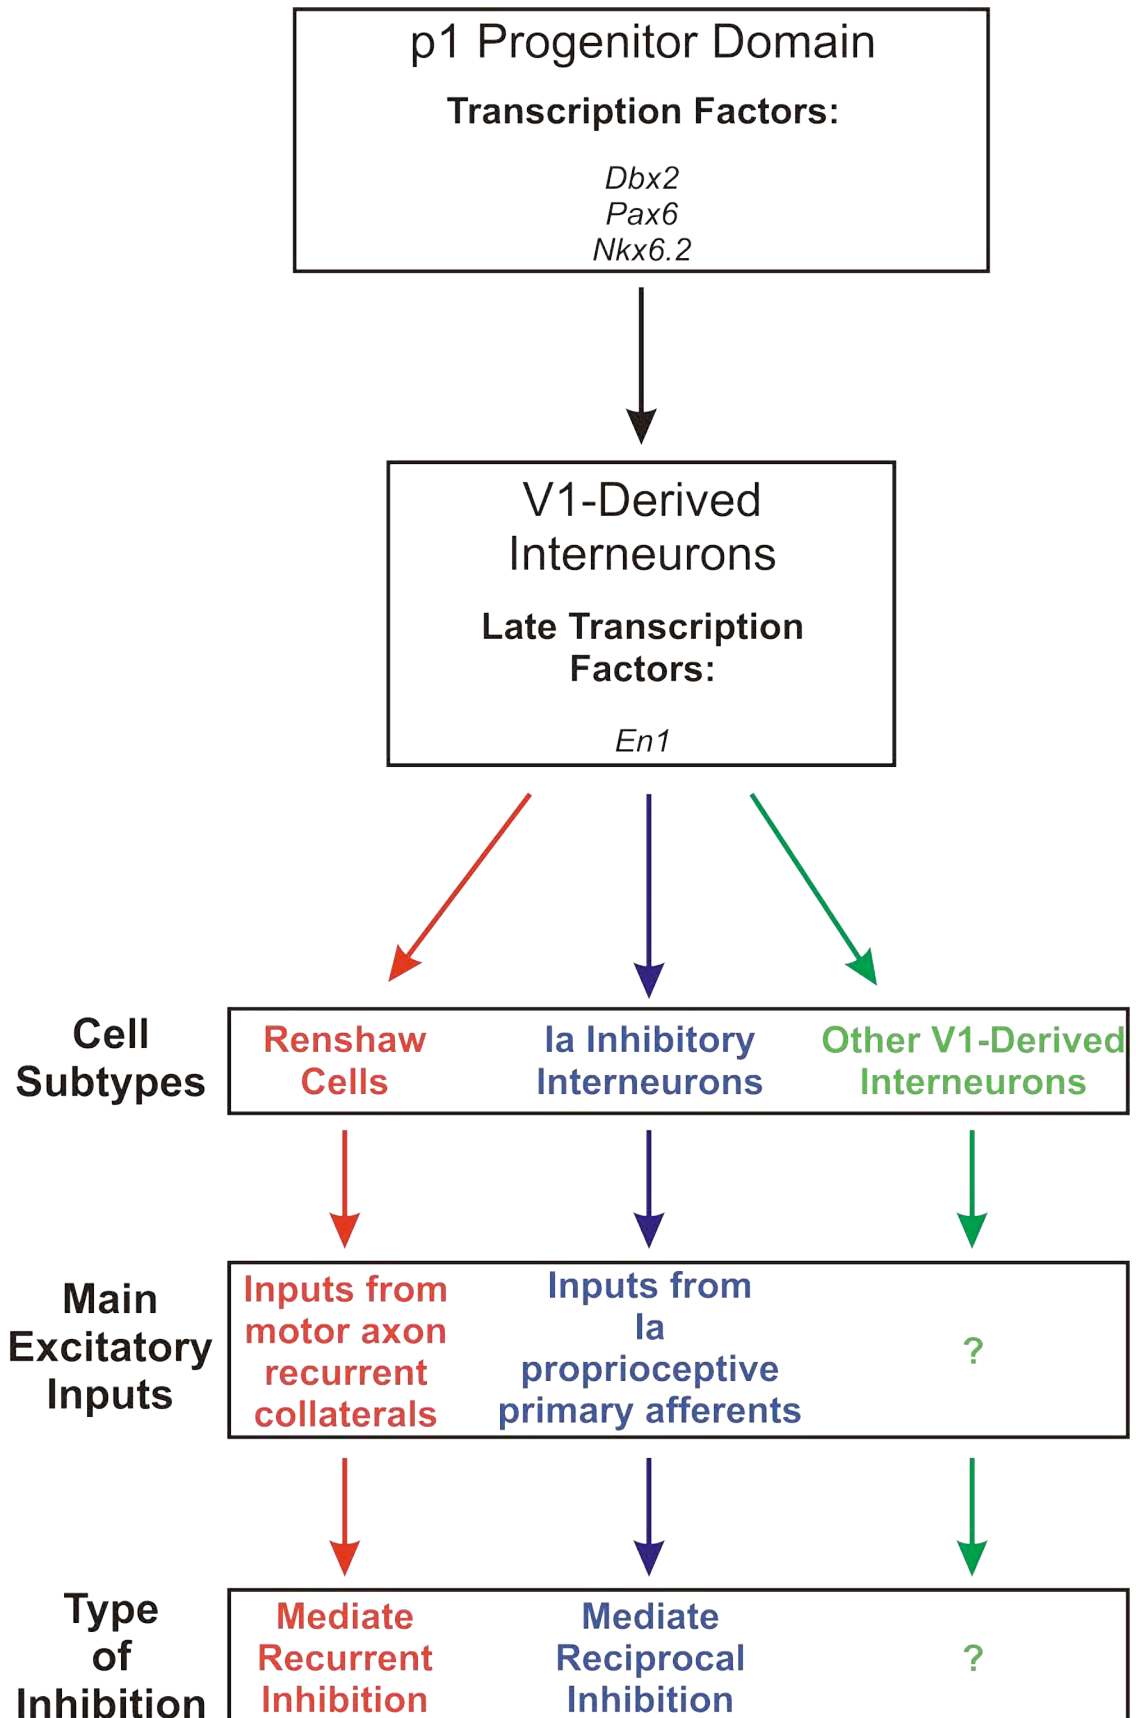 p1 Progenitor Domain
Transcription Factors:
Dbx2
Pax6
Nkx6.2
V1-Derived
Interneurons
Late Transcription
Factors:
En1
Cell
Subtypes
Renshaw
Cells
Ia Inhibitory
Interneurons
Other V1-Derived
Interneurons
Main
Excitatory
Inputs
Inputs from
motor axon
recurrent
collaterals
Inputs from
Ia
proprioceptive
primary afferents
?
Type
of
Inhibition
Mediate
Recurrent
Inhibition
Mediate
Reciprocal
Inhibition
?